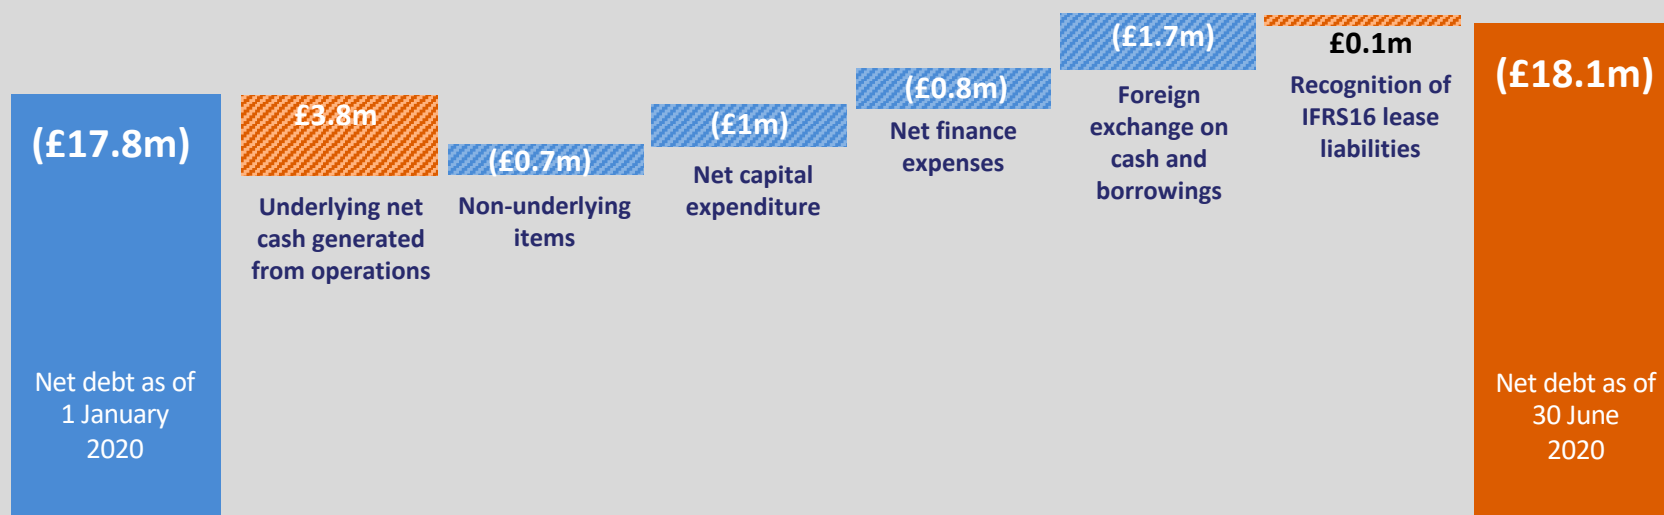 (£17.8m)
Net debt as of
1 January
2020
£3.8m
Underlying net
cash generated
from operations
(£0.7m)
Non-underlying
items
(£1m)
Net capital
expenditure
(£0.8m)
Net finance
expenses
(£1.7m)
Foreign
exchange on
cash and
borrowings
£0.1m
Recognition of
IFRS16 lease
liabilities
(£18.1m)
Net debt as of
30 June
2020